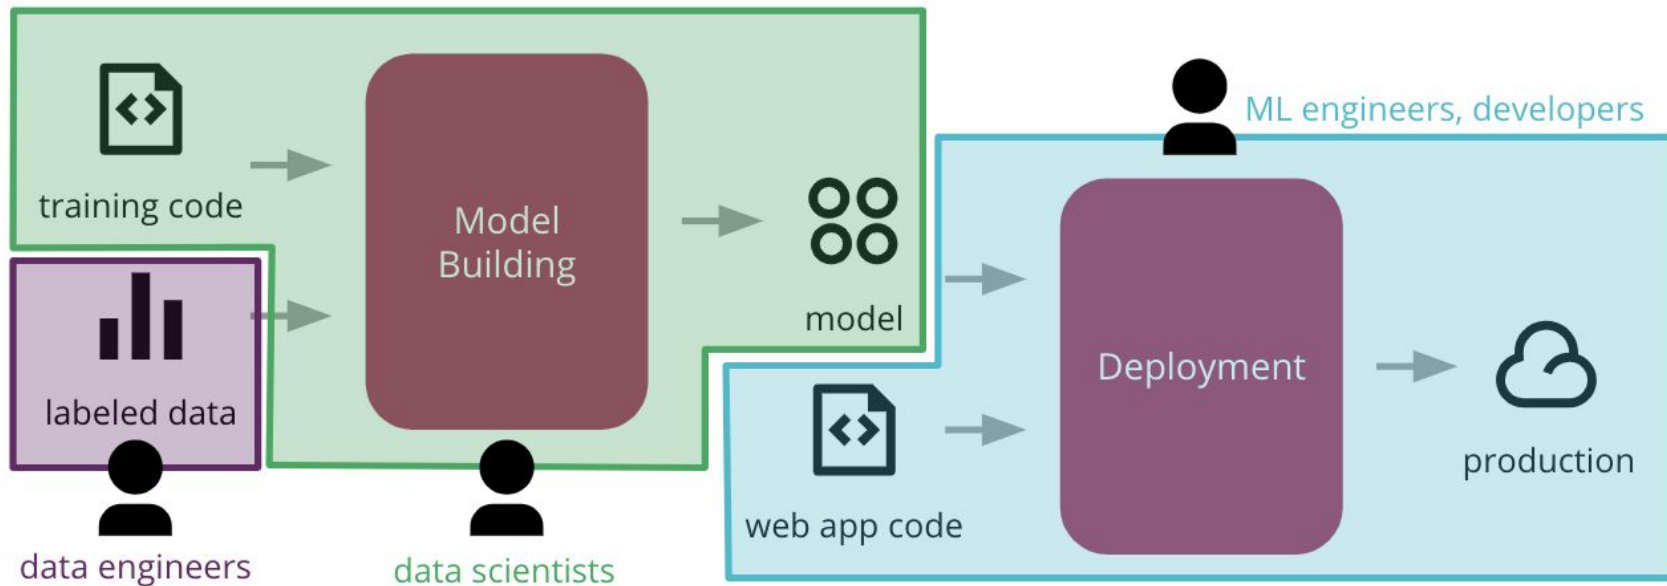 training code
labeled data
data engineers
Model
Building
data scientists
model
ML engineers, developers
web app code
Deployment
production